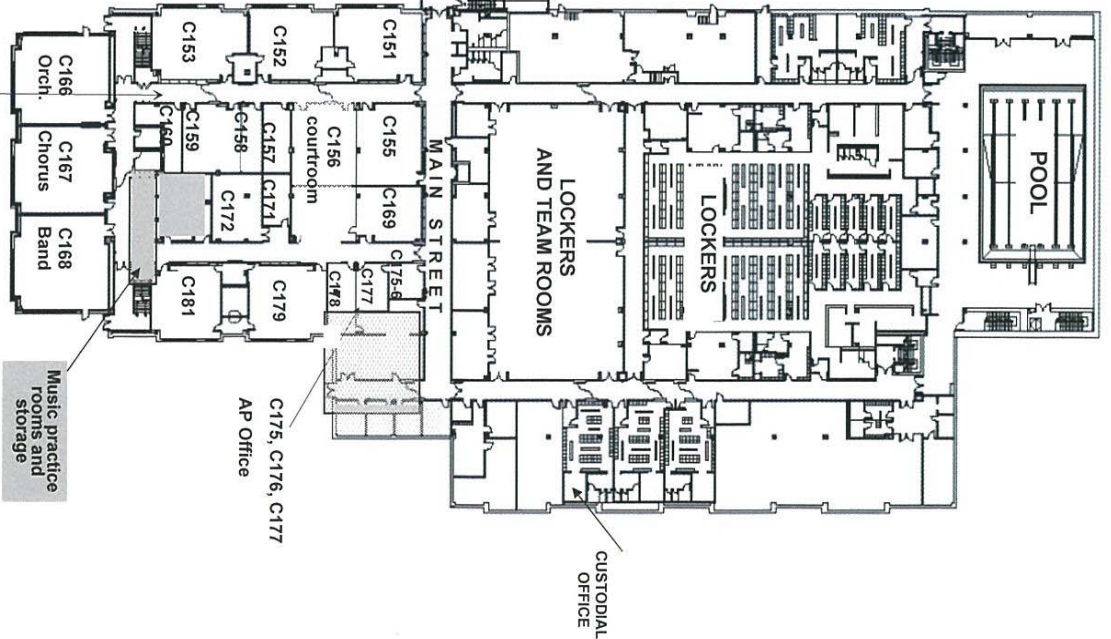 C153
C152
C151
C166
Orch.
C167
Chorus
C168
Band
C160
C159
C158
C157
C156
courtroom
C155
C172
C171
C169
C181
C179
C178
C177
C175-6
MAIN STREET
LOCKERS
AND TEAM ROOMS
LOCKERS
POOL
Music practice
rooms and
storage
C175, C176, C177
AP Office
CUSTODIAL
OFFICE